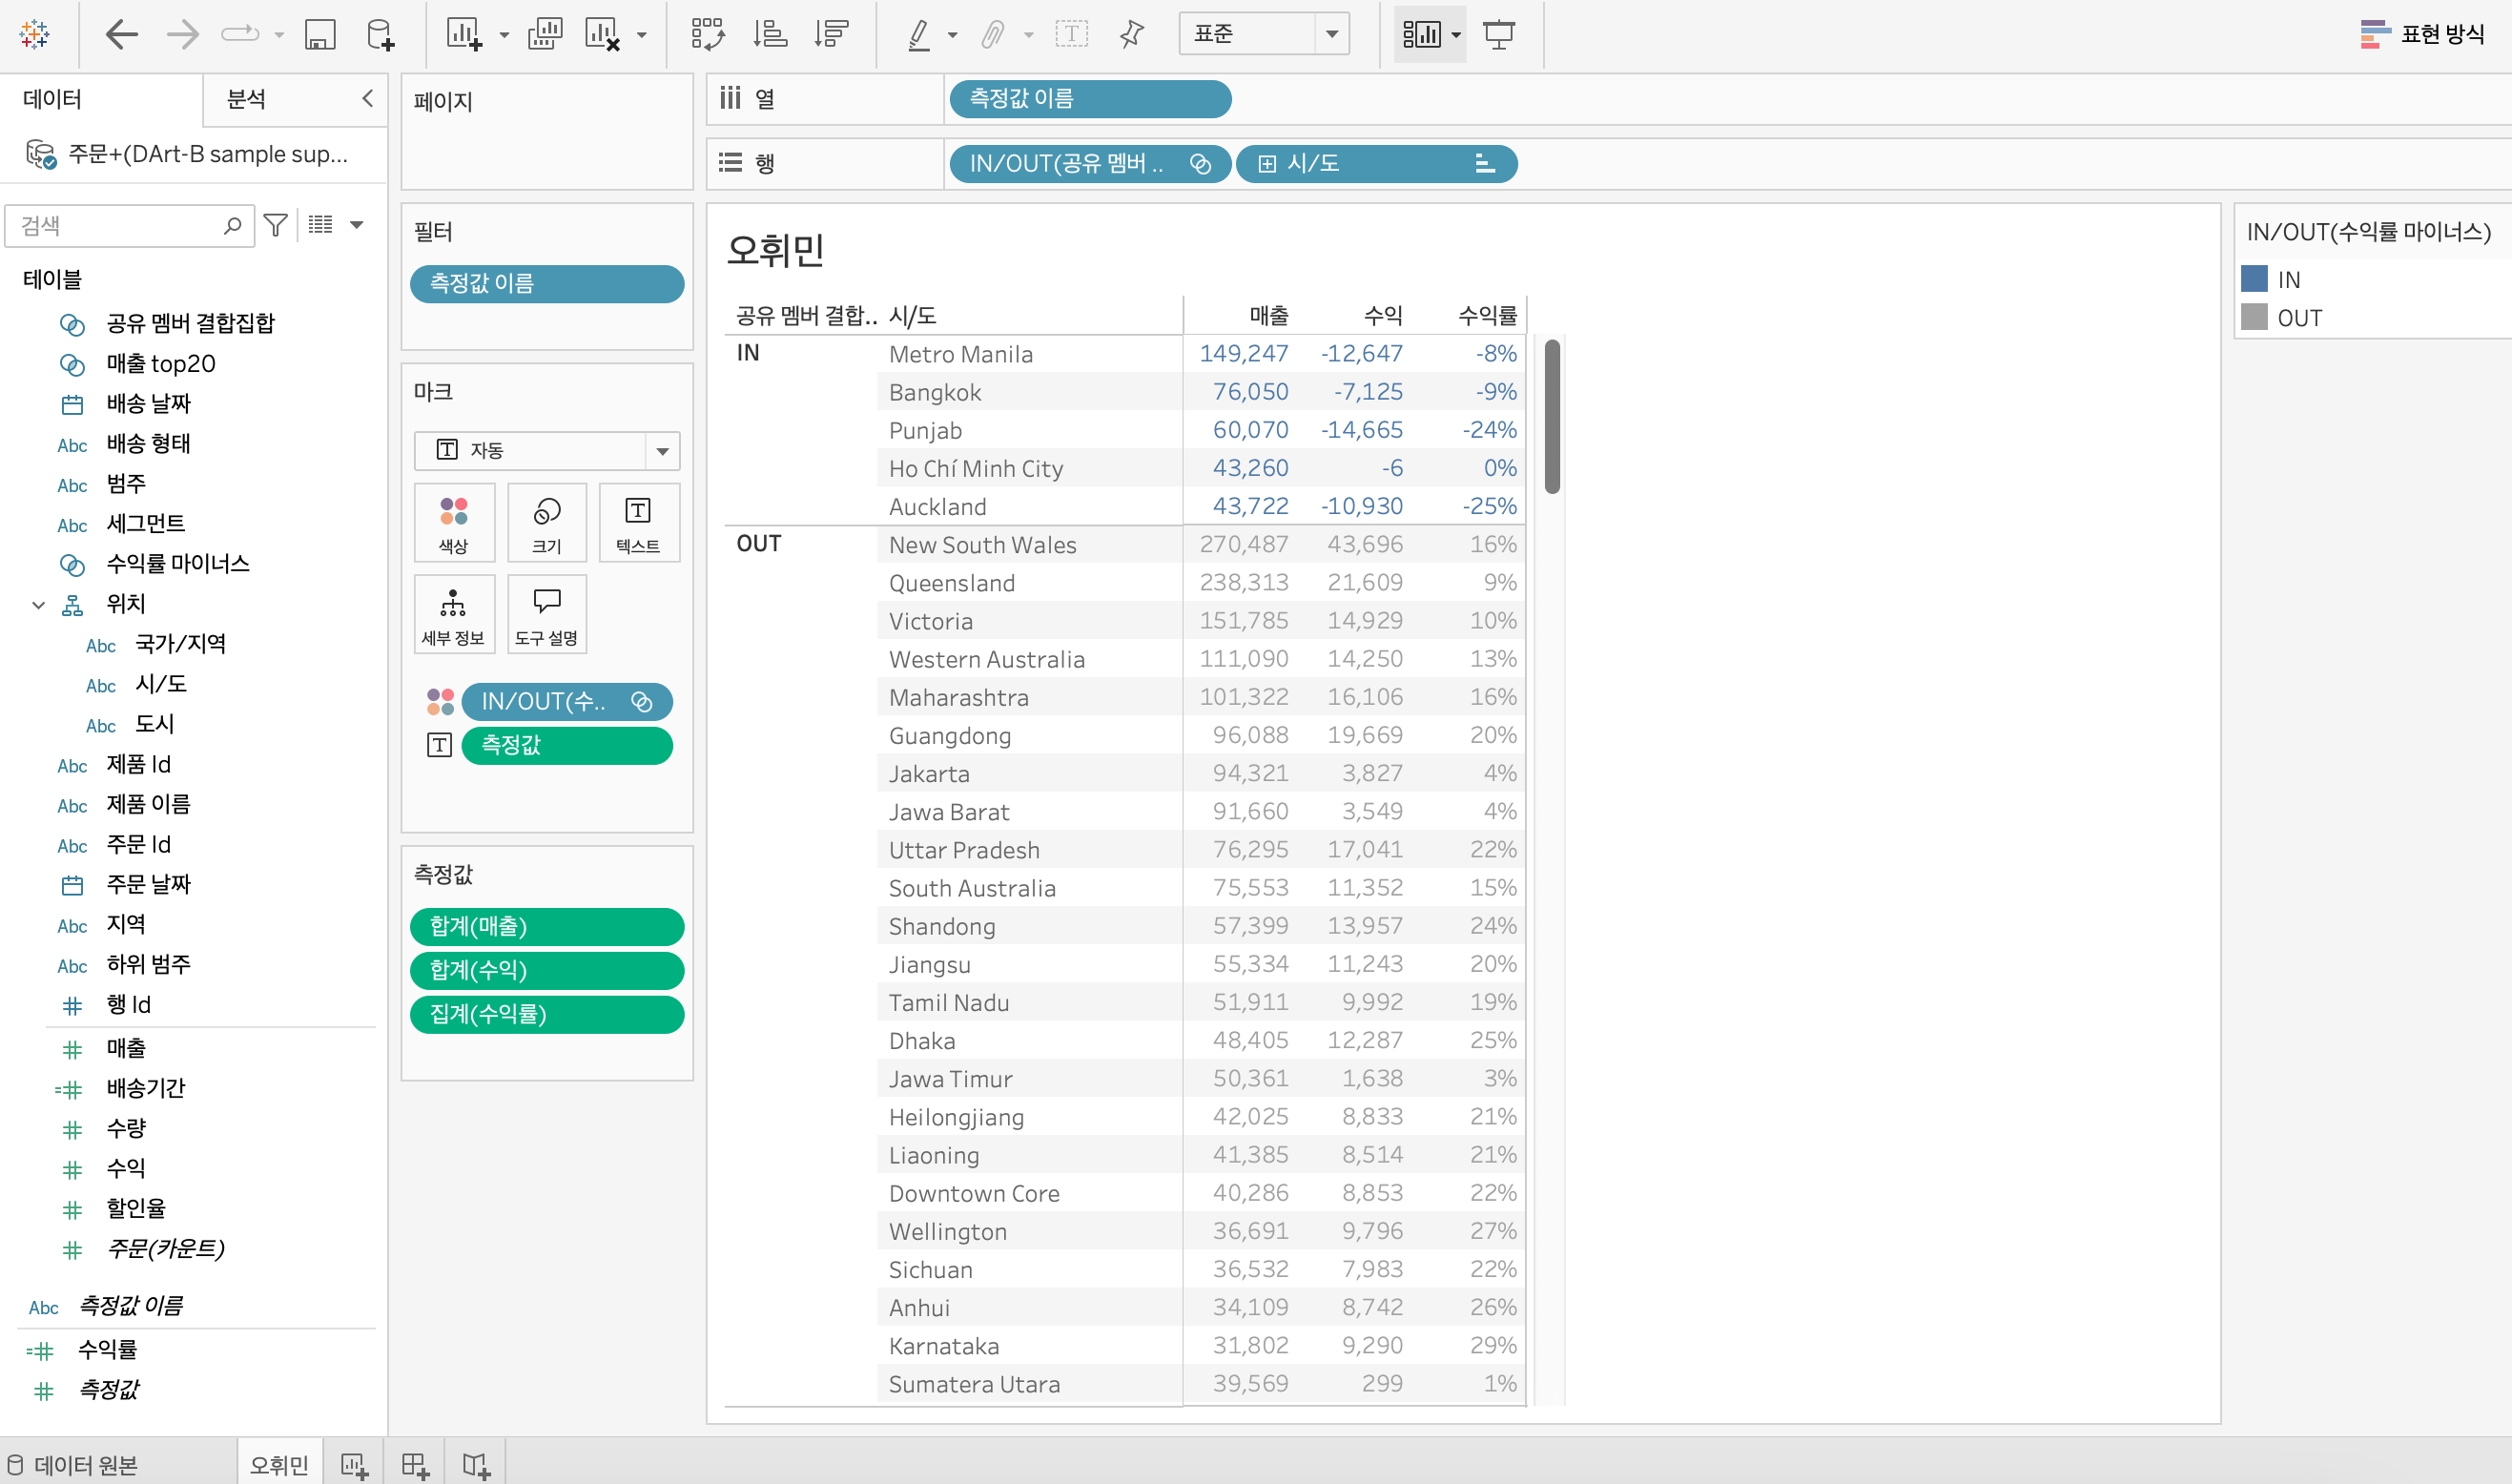 표준
표현 방식
데이터
분석
주문+(DArt-B sample sup...
검색
테이블
공유 멤버 결합집합
매출 top20
배송 날짜
Abc 배송 형태
Abc 범주
Abc 세그먼트
수익률 마이너스
위치
Abc 국가/지역
Abc 시/도
Abc 도시
Abc 제품 Id
Abc 제품 이름
Abc 주문 Id
주문 날짜
Abc 지역
Abc 하위 범주
행 Id
매출
배송기간
수량
수익
할인율
주문(카운트)
Abc 측정값 이름
수익률
측정값
페이지
필터
측정값 이름
마크
자동
색상
크기
텍스트
세부 정보
도구 설명
IN/OUT(수..
측정값
측정값
합계(매출)
합계(수익)
집계(수익률)
열
측정값 이름
행
IN/OUT(공유 멤버 ..
시/도
오휘민
공유 멤버 결합.. 시/도 매출 수익 수익률
IN Metro Manila 149,247 -12,647 -8%
Bangkok 76,050 -7,125 -9%
Punjab 60,070 -14,665 -24%
Ho Chí Minh City 43,260 -6 0%
Auckland 43,722 -10,930 -25%
OUT New South Wales 270,487 43,696 16%
Queensland 238,313 21,609 9%
Victoria 151,785 14,929 10%
Western Australia 111,090 14,250 13%
Maharashtra 101,322 16,106 16%
Guangdong 96,088 19,669 20%
Jakarta 94,321 3,827 4%
Jawa Barat 91,660 3,549 4%
Uttar Pradesh 76,295 17,041 22%
South Australia 75,553 11,352 15%
Shandong 57,399 13,957 24%
Jiangsu 55,334 11,243 20%
Tamil Nadu 51,911 9,992 19%
Dhaka 48,405 12,287 25%
Jawa Timur 50,361 1,638 3%
Heilongjiang 42,025 8,833 21%
Liaoning 41,385 8,514 21%
Downtown Core 40,286 8,853 22%
Wellington 36,691 9,796 27%
Sichuan 36,532 7,983 22%
Anhui 34,109 8,742 26%
Karnataka 31,802 9,290 29%
Sumatera Utara 39,569 299 1%
IN/OUT(수익률 마이너스)
IN
OUT
데이터 원본
오휘민